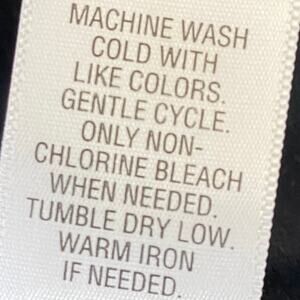 MACHINE WASH
COLD WITH
LIKE COLORS.
GENTLE CYCLE.
ONLY NON-
CHLORINE BLEACH
WHEN NEEDED.
TUMBLE DRY LOW.
WARM IRON
IF NEEDED.